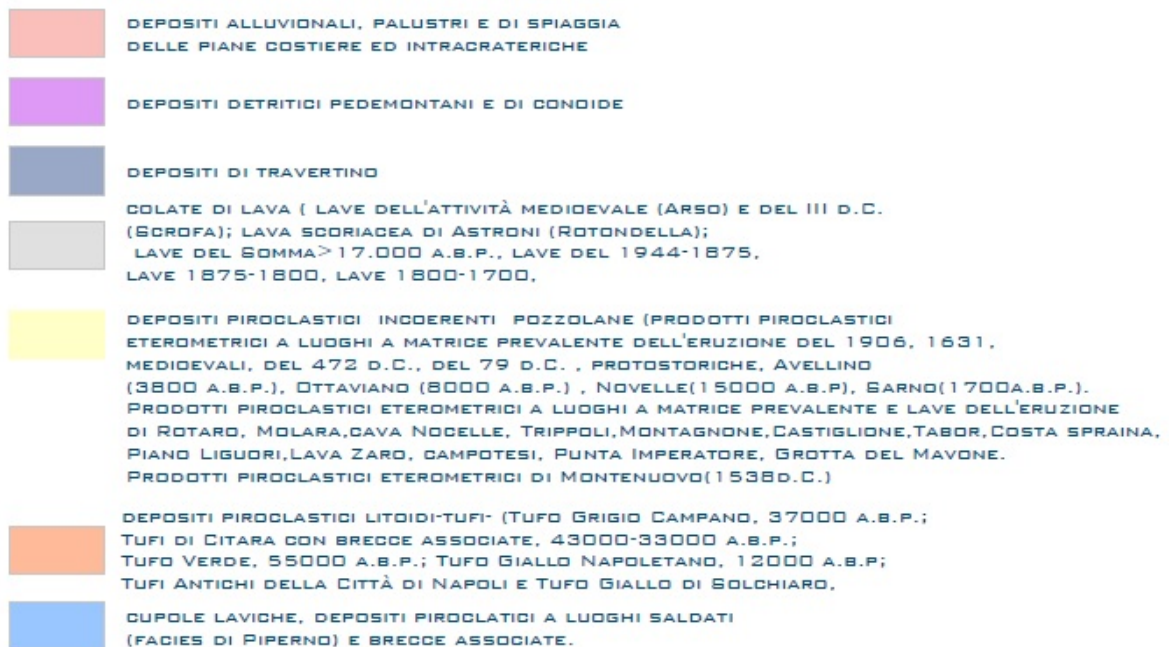 DEPOSITI ALLUVIONALI, PALUSTRI E DI SPIAGGIA
DELLE PIANE COSTIERE ED INTRACRATERICHE
DEPOSITI DETRITICI PEDEMONTANI E DI CONOIDE
DEPOSITI DI TRAVERTINO
COLATE DI LAVA ( LAVE DELL'ATTIVITÀ MEDIOEVALE (ARSO) E DEL III D.C.
(SCROFA); LAVA SCORIACEA DI ASTRONI (ROTONDELLA);
LAVE DEL SOMMA>17.000 A.B.P., LAVE DEL 1944-1875,
LAVE 1875-1800, LAVE 1800-1700,
DEPOSITI PIROCLASTICI INCOERENTI POZZOLANE (PRODOTTI PIROCLASTICI
ETEROMETRICI A LUOGHI A MATRICE PREVALENTE DELL'ERUZIONE DEL 1906, 1631,
MEDIOEVALI, DEL 472 D.C., DEL 79 D.C. , PROTOSTORICHE, AVELLINO
(3800 A.B.P.), OTTAVIANO (8000 A.B.P.) , NOVELLE(15000 A.B.P), SARNO(1700A.B.P.).
PRODOTTI PIROCLASTICI ETEROMETRICI A LUOGHI A MATRICE PREVALENTE E LAVE DELL'ERUZIONE
DI ROTARO, MOLARA,CAVA NOCELLE, TRIPPOLI,MONTAGNONE,CASTIGLIONE,TABOR,COSTA SPRAINA,
PIANO LIGUORI,LAVA ZARO, CAMPOTESI, PUNTA IMPERATORE, GROTTA DEL MAVONE.
PRODOTTI PIROCLASTICI ETEROMETRICI DI MONTENUOVO(1538D.C.)
DEPOSITI PIROCLASTICI LITOIDI-TUFI- (TUFO GRIGIO CAMPANO, 37000 A.B.P.;
TUFI DI CITARA CON BRECCE ASSOCIATE, 43000-33000 A.B.P.;
TUFO VERDE, 55000 A.B.P.; TUFO GIALLO NAPOLETANO, 12000 A.B.P;
TUFI ANTICHI DELLA CITTÀ DI NAPOLI E TUFO GIALLO DI SOLCHIARO,
CUPOLE LAVICHE, DEPOSITI PIROCLATICI A LUOGHI SALDATI
(FACIES DI PIPERNO) E BRECCE ASSOCIATE.